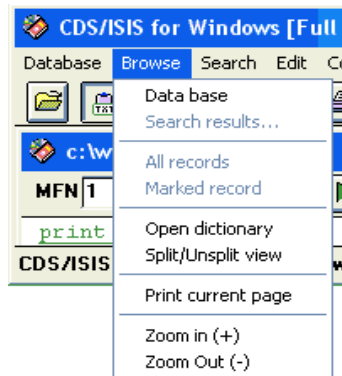 CDS/ISIS for Windows [Full
Database Browse Search Edit
TXT
Data base
Search results...
c:\w
All records
MFN 1
Marked record
print
Open dictionary
CDS/ISIS
Split/Unsplit view
Print current page
Zoom in (+)
Zoom Out (-)